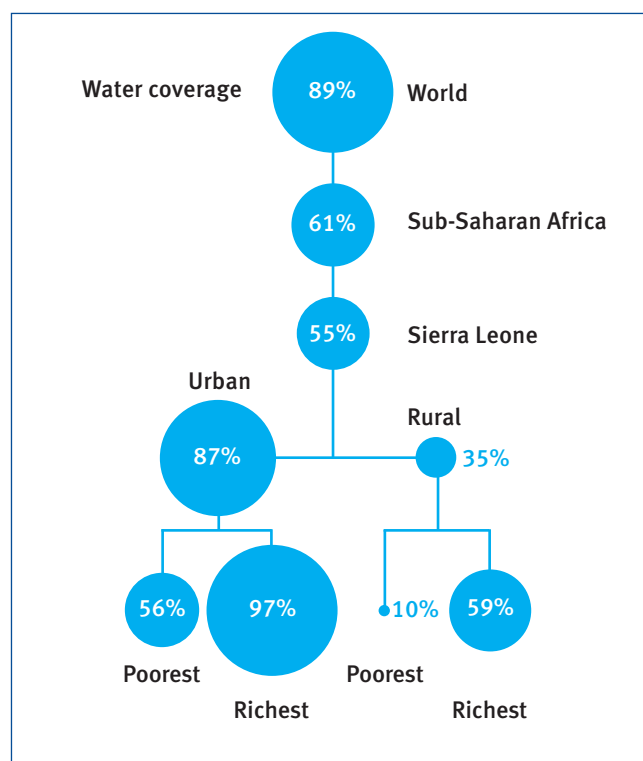 Water coverage
89%
World
61%
Sub-Saharan Africa
55%
Sierra Leone
Urban
Rural
87%
35%
56%
97%
10%
59%
Poorest
Richest
Poorest
Richest